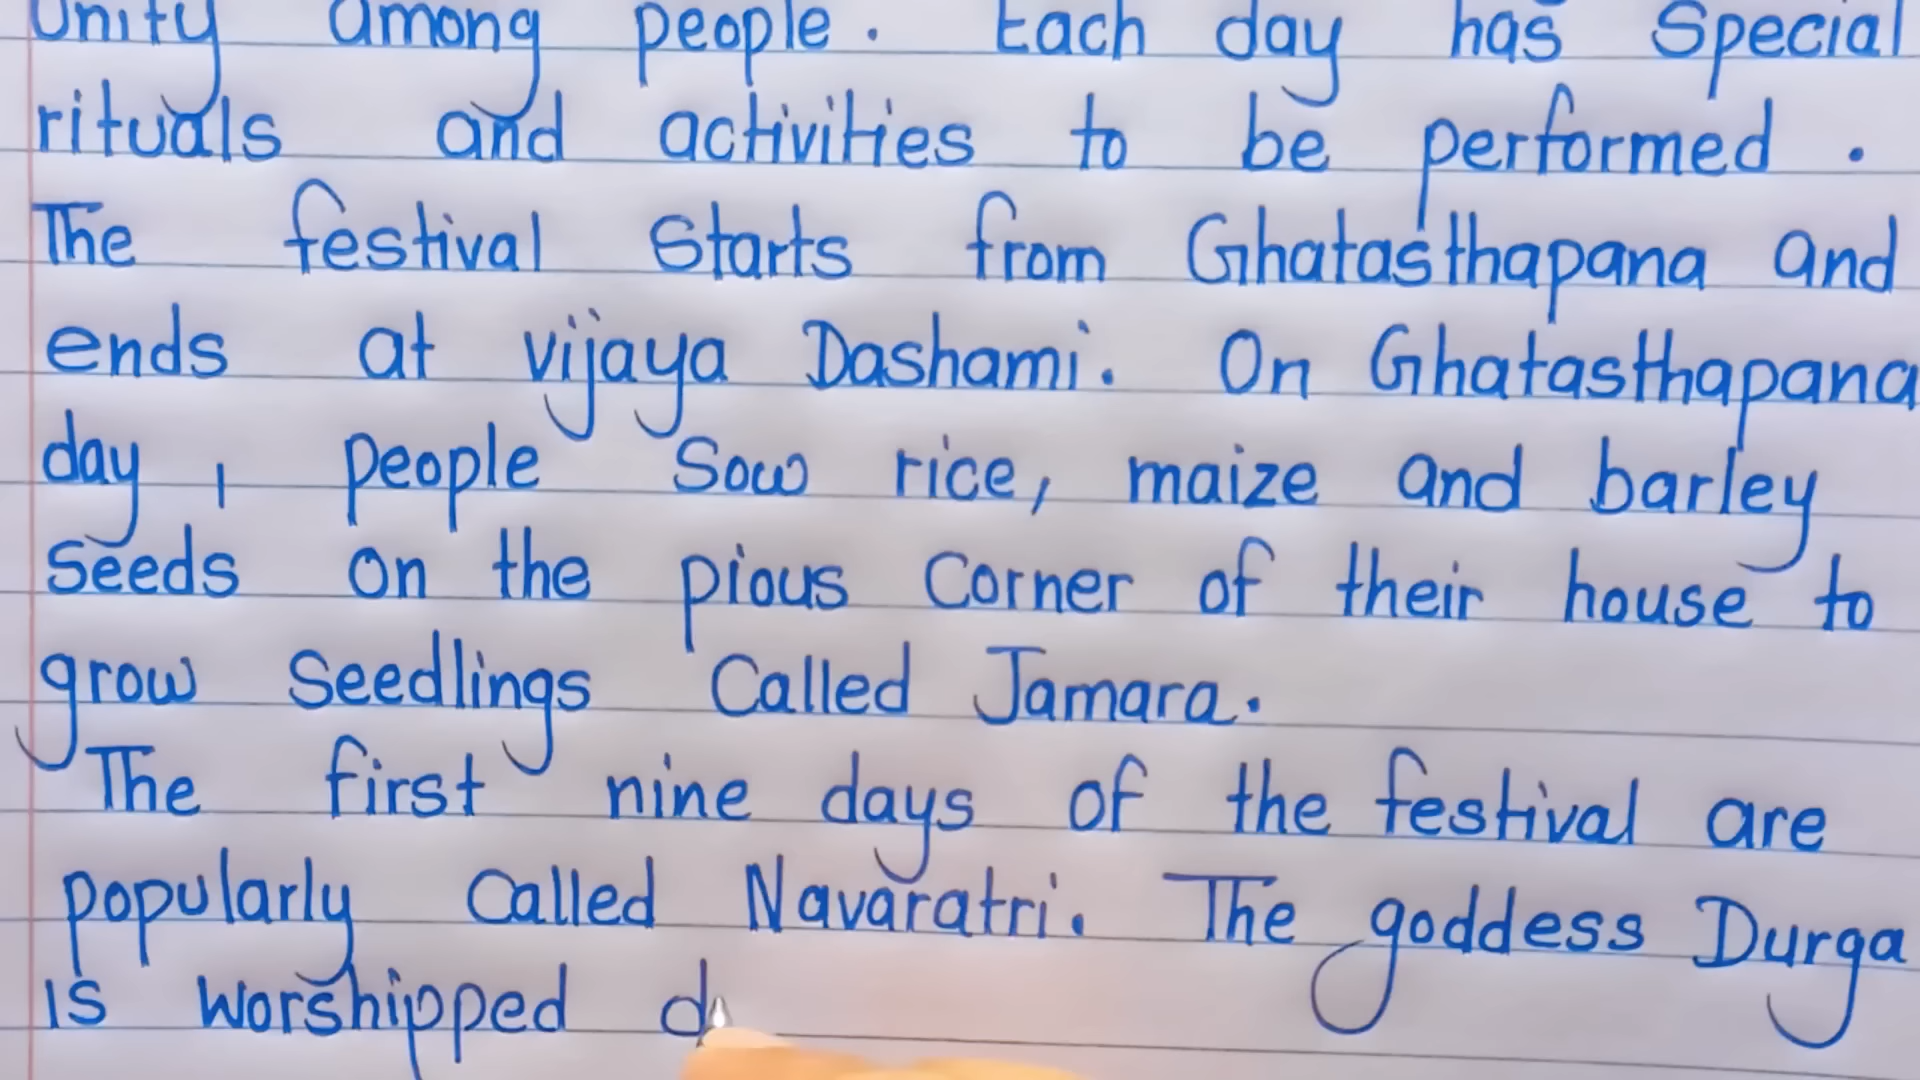 Unity among people. Each day has Special
rituals and activities to be performed.
The festival Starts from Ghatasthapana and
ends at vijaya Dashami. On Ghatasthapana
day, people Sow rice, maize and barley
Seeds on the pious Corner of their house to
grow Seedlings Called Jamara.
The first nine days of the festival are
popularly Called Navaratri. The goddess Durga
is worshipped d